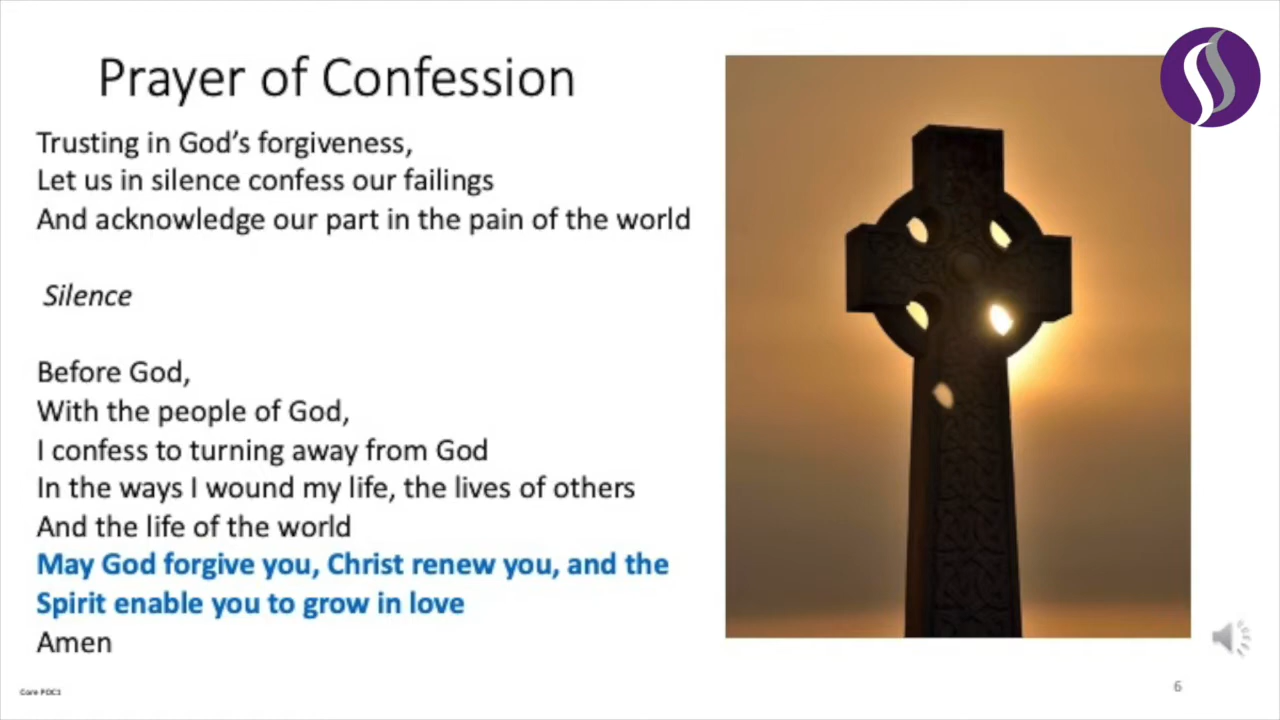 Prayer of Confession
Trusting in God's forgiveness,
Let us in silence confess our failings
And acknowledge our part in the pain of the world
Silence
Before God,
With the people of God,
I confess to turning away from God
In the ways I wound my life, the lives of others
And the life of the world
May God forgive you, Christ renew you, and the
Spirit enable you to grow in love
Amen
Core POC1
6